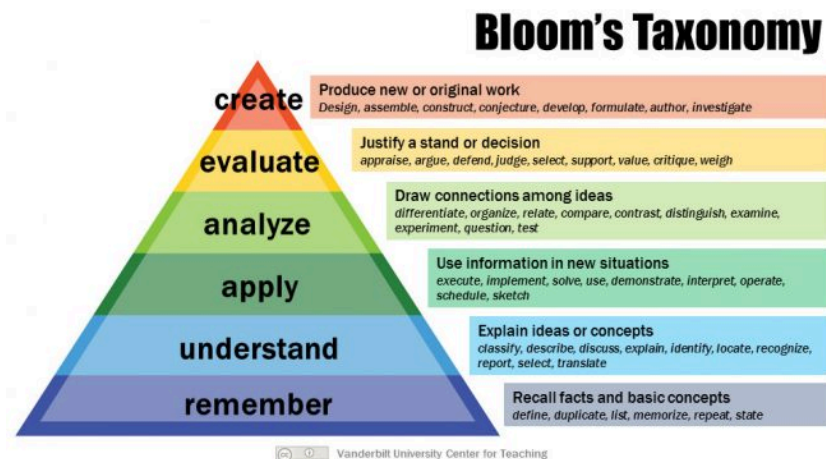 Bloom's Taxonomy
create
Produce new or original work
Design, assemble, construct, conjecture, develop, formulate, author, investigate
evaluate
Justify a stand or decision
appraise, argue, defend, judge, select, support, value, critique, weigh
analyze
Draw connections among ideas
differentiate, organize, relate, compare, contrast, distinguish, examine,
experiment, question, test
apply
Use information in new situations
execute, implement, solve, use, demonstrate, interpret, operate,
schedule, sketch
understand
Explain ideas or concepts
classify, describe, discuss, explain, identify, locate, recognize,
report, select, translate
remember
Recall facts and basic concepts
define, duplicate, list, memorize, repeat, state
cc Vanderbilt University Center for Teaching